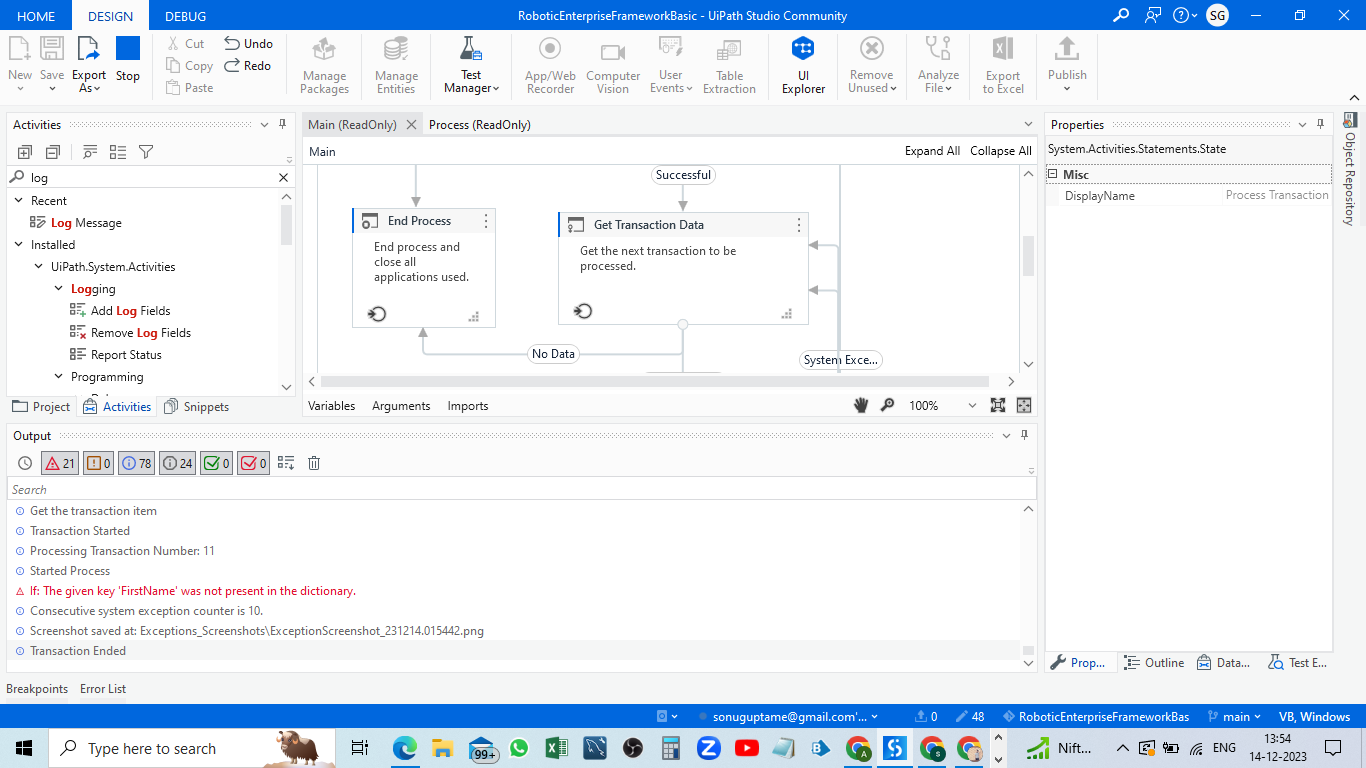 HOME DESIGN DEBUG RoboticEnterpriseFrameworkBasic - UiPath Studio Community SG
New Save Export As Stop Cut Copy Paste Undo Redo Manage Packages Manage Entities Test Manager App/Web Recorder Computer Vision User Events Table Extraction UI Explorer Remove Unused Analyze File Export to Excel Publish
Activities
log
Recent
Log Message
Installed
UiPath.System.Activities
Logging
Add Log Fields
Remove Log Fields
Report Status
Programming
Project Activities Snippets
Main (ReadOnly) Process (ReadOnly)
Main Expand All Collapse All
Successful
End Process
End process and
close all
applications used.
Get Transaction Data
Get the next transaction to be
processed.
No Data
System Exce...
Variables Arguments Imports 100%
Properties
System.Activities.Statements.State
Misc
DisplayName Process Transaction
Object Repository
Prop... Outline Data... Test E...
Output
21 0 78 24 0 0
Search
Get the transaction item
Transaction Started
Processing Transaction Number: 11
Started Process
If: The given key 'FirstName' was not present in the dictionary.
Consecutive system exception counter is 10.
Screenshot saved at: Exceptions_Screenshots\ExceptionScreenshot_231214.015442.png
Transaction Ended
Breakpoints Error List
sonuguptame@gmail.com'... 0 48 RoboticEnterpriseFrameworkBas main VB, Windows
Type here to search 99+ Nift... ENG 13:54
14-12-2023